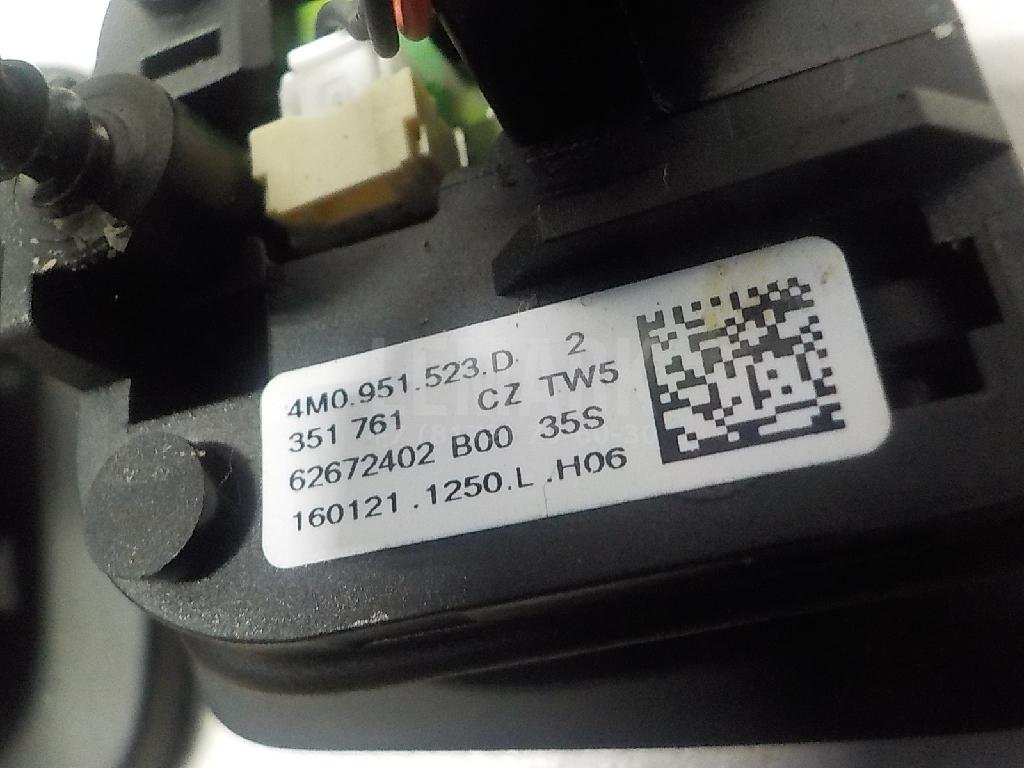 4M0.951.523.D 2
351 761 CZ TW5
62672402 B00 35S
160121 .1250.L .H06